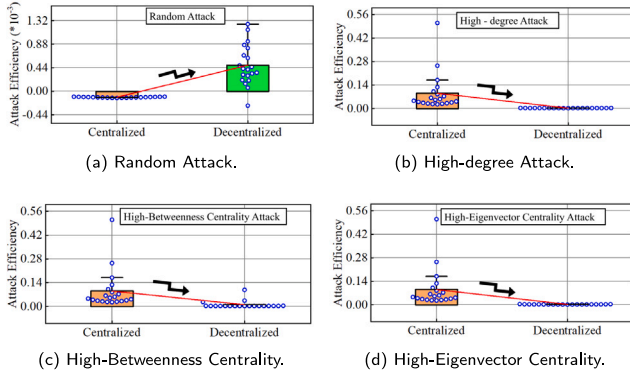 Random Attack
Attack Efficiency (*10⁻³)
1.32
0.88
0.44
0.00
-0.44
Centralized
Decentralized
(a) Random Attack.
High - degree Attack
Attack Efficiency
0.56
0.42
0.28
0.14
0.00
Centralized
Decentralized
(b) High-degree Attack.
High-Betweenness Centrality Attack
Attack Efficiency
0.56
0.42
0.28
0.14
0.00
Centralized
Decentralized
(c) High-Betweenness Centrality.
High-Eigenvector Centrality Attack
Attack Efficiency
0.56
0.42
0.28
0.14
0.00
Centralized
Decentralized
(d) High-Eigenvector Centrality.